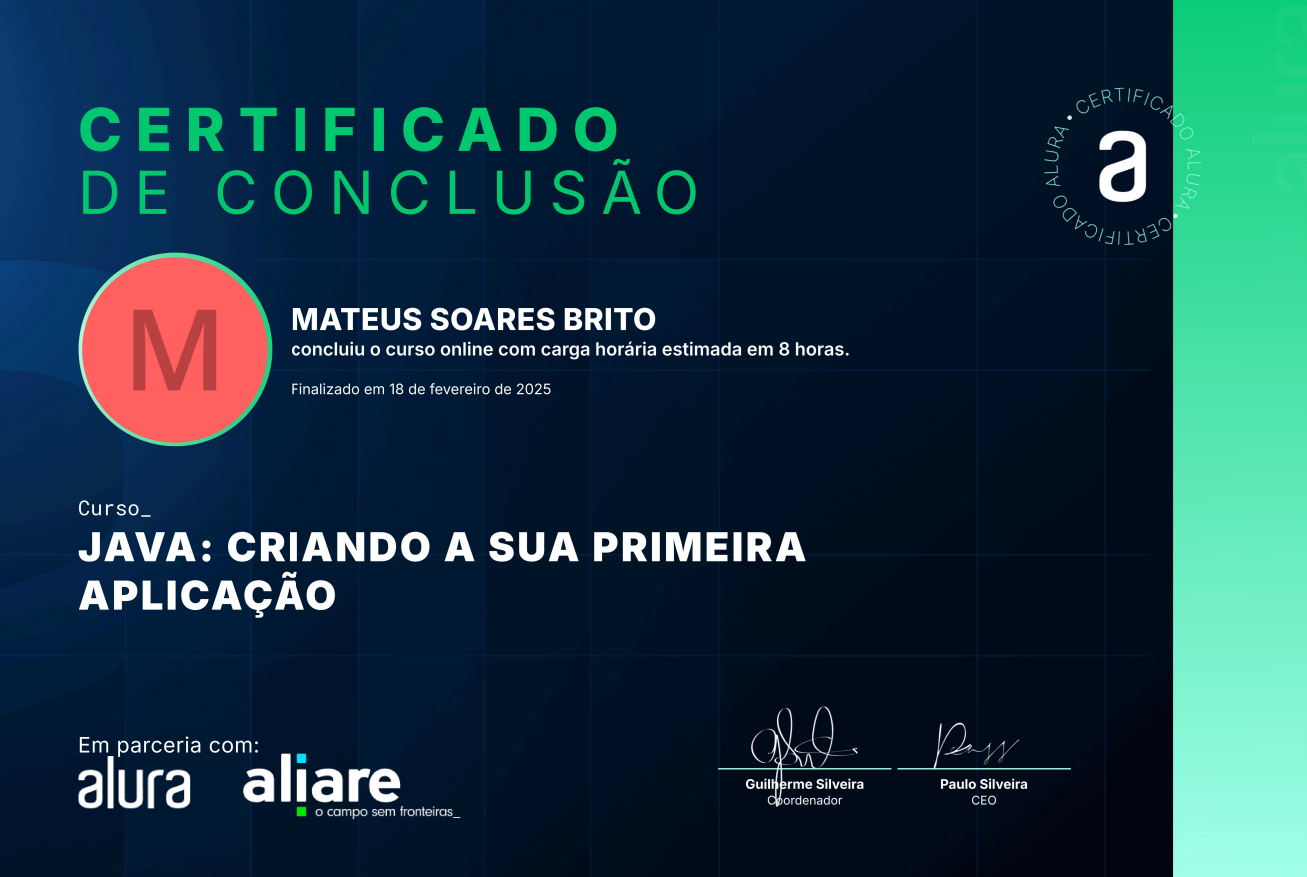 CERTIFICADO
DE CONCLUSÃO
CERTIFICADO ALURA • CERTIFICADO ALURA •
a
M
MATEUS SOARES BRITO
concluiu o curso online com carga horária estimada em 8 horas.
Finalizado em 18 de fevereiro de 2025
Curso_
JAVA: CRIANDO A SUA PRIMEIRA
APLICAÇÃO
Em parceria com:
alura
aliare
o campo sem fronteiras_
Guilherme Silveira
Coordenador
Paulo Silveira
CEO
alura